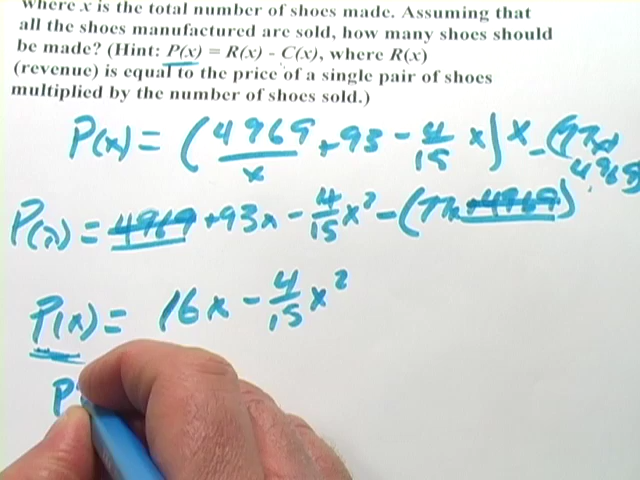 where x is the total number of shoes made. Assuming that
all the shoes manufactured are sold, how many shoes should
be made? (Hint: P(x) = R(x) - C(x), where R(x)
(revenue) is equal to the price of a single pair of shoes
multiplied by the number of shoes sold.)
P(x) = (4969/x + 93 - 4/15 x) x - (77x + 4969)
P(x) = 4969 + 93x - 4/15 x² - (77x + 4969)
P(x) = 16x - 4/15 x²
P